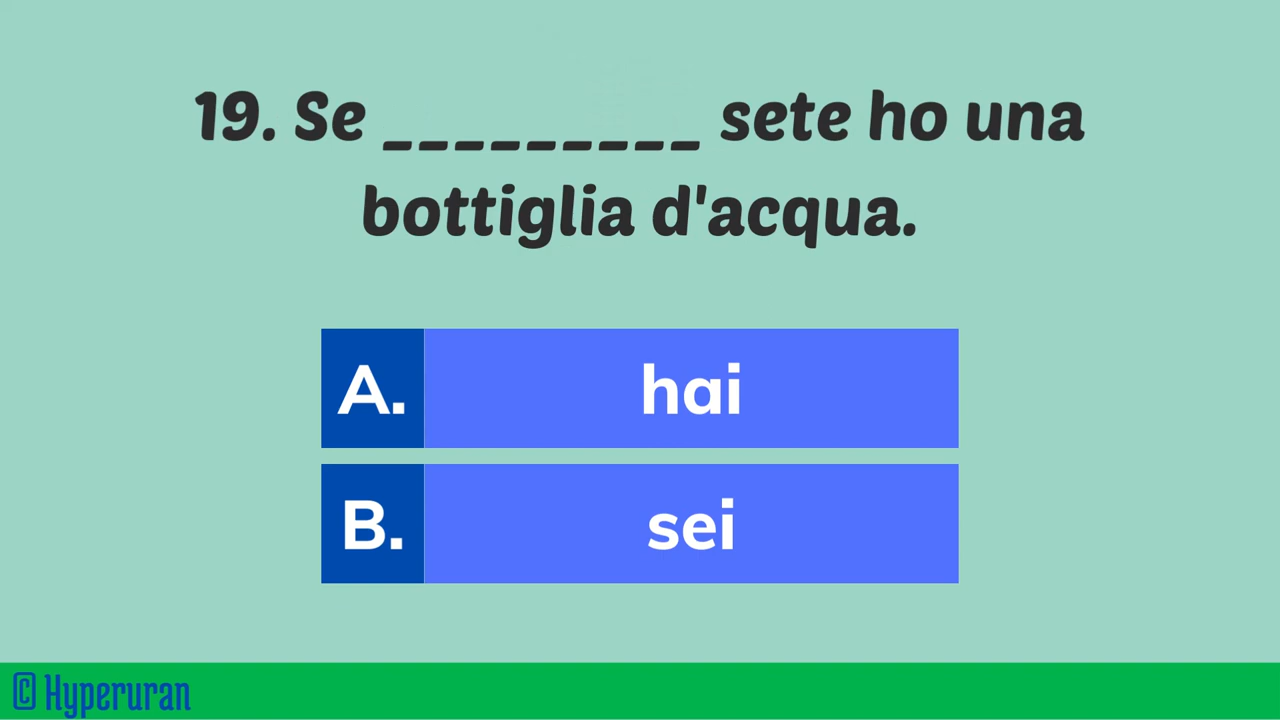 19. Se _________ sete ho una
bottiglia d'acqua.
A. hai
B. sei
© Hyperuran